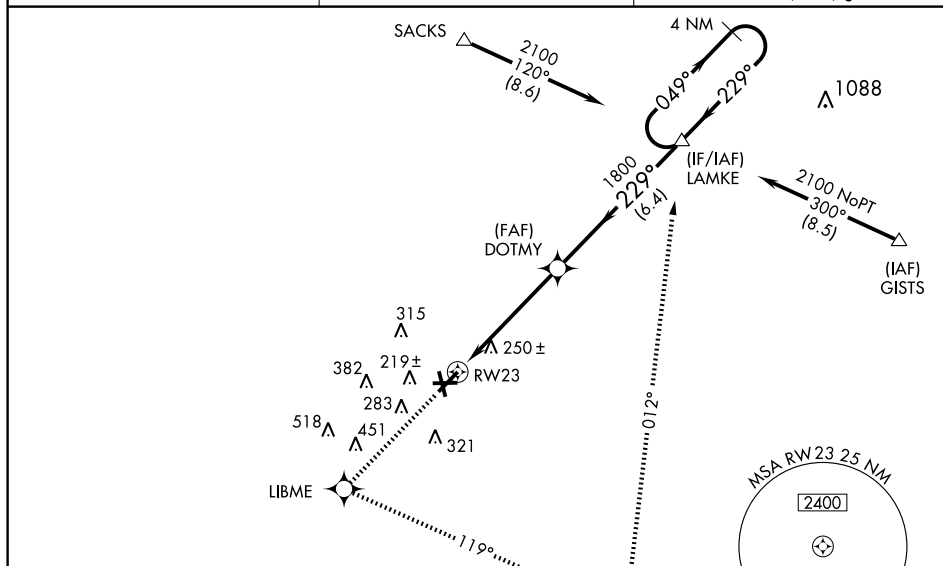 SACKS
2100
120°
(8.6)
4 NM
049°
229°
1088
(IF/IAF)
LAMKE
1800
229°
(6.4)
2100 NoPT
300°
(8.5)
(IAF)
GISTS
(FAF)
DOTMY
315
250 ±
382
219±
RW23
283
518
451
321
012°
LIBME
119°
MSA RW23 25 NM
2400